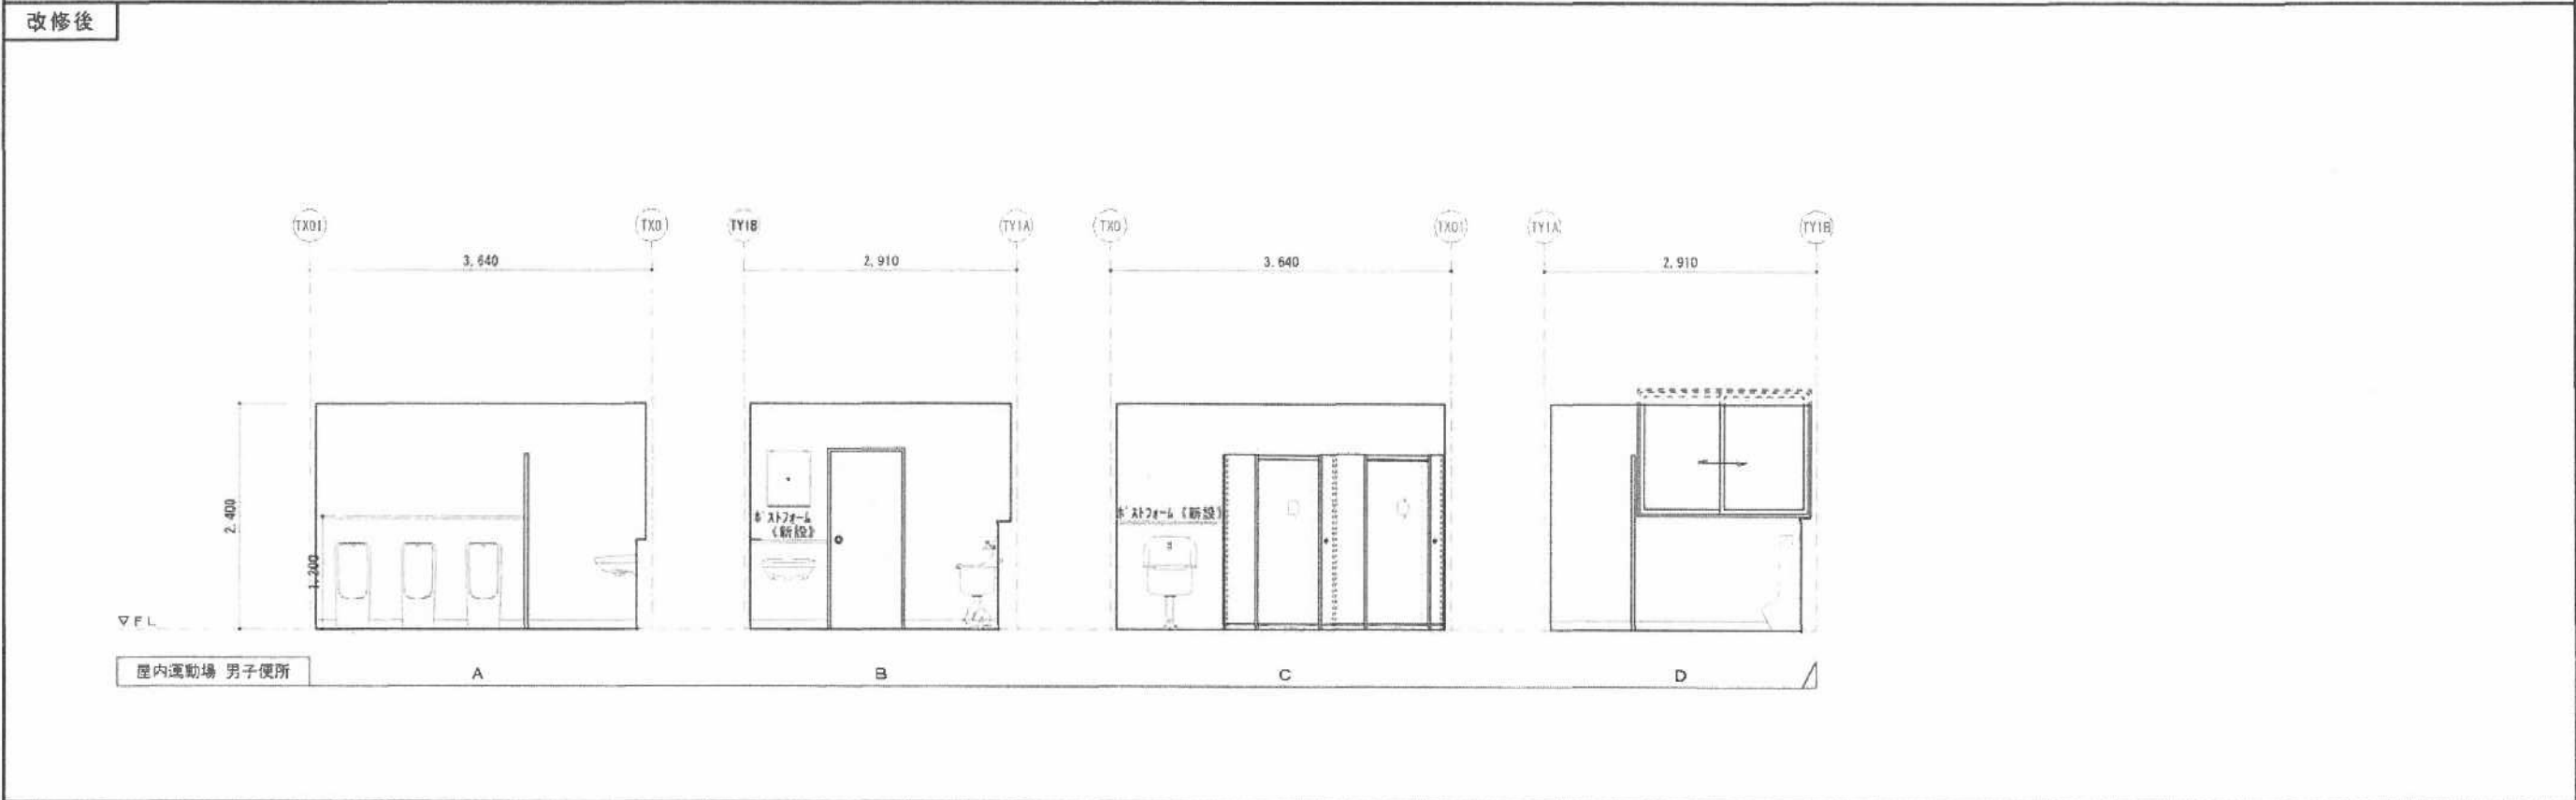 改修後
TX01 TX0 TY1B TY1A TX0 TX01 TY1A TY1B
3,640 2,910 3,640 2,910
ポストフォーム
《新設》
ポストフォーム《新設》
2,400
1,200
▽FL
屋内運動場 男子便所 A B C D